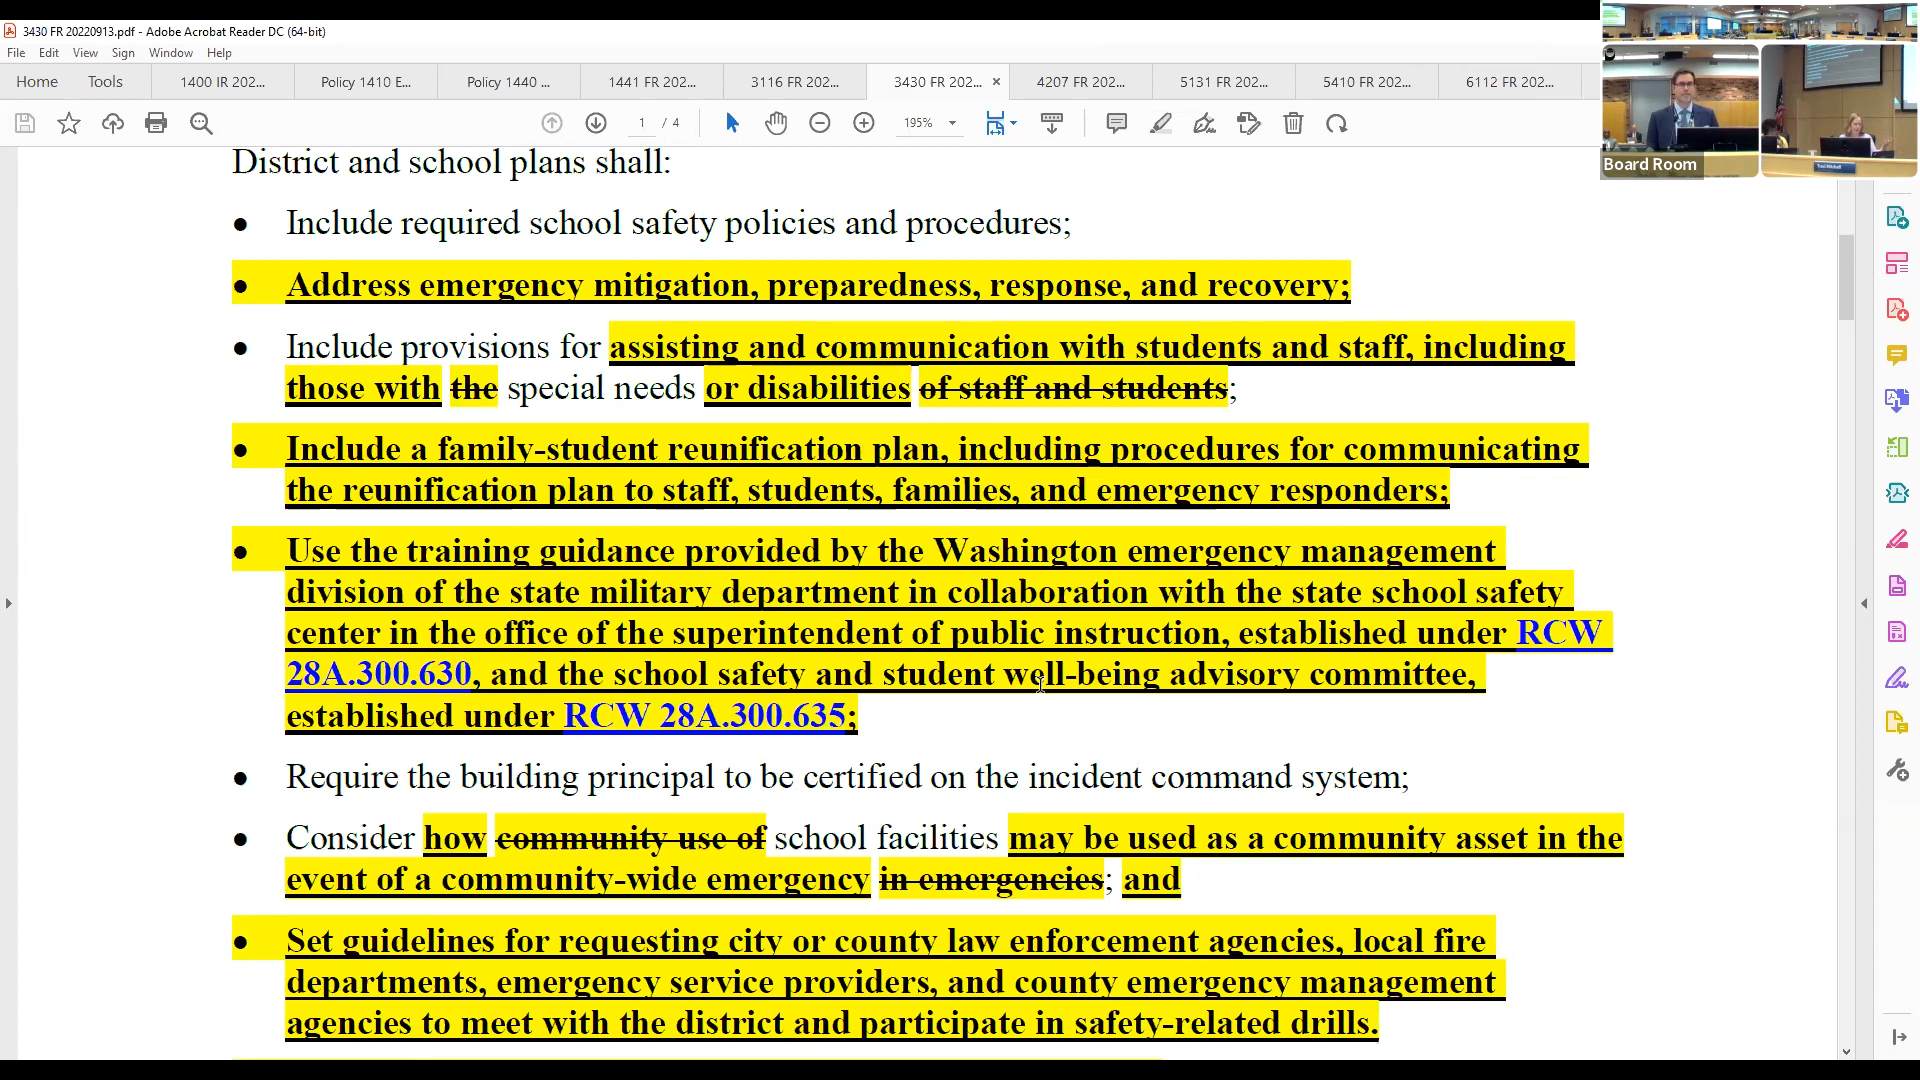 3430 FR 20220913.pdf - Adobe Acrobat Reader DC (64-bit)
File Edit View Sign Window Help
Home Tools 1400 IR 202... Policy 1410 E... Policy 1440 ... 1441 FR 202... 3116 FR 202... 3430 FR 202... × 4207 FR 202... 5131 FR 202... 5410 FR 202... 6112 FR 202...
1 / 4 195%
Board Room
District and school plans shall:
• Include required school safety policies and procedures;
• Address emergency mitigation, preparedness, response, and recovery;
• Include provisions for assisting and communication with students and staff, including
those with the special needs or disabilities of staff and students;
• Include a family-student reunification plan, including procedures for communicating
the reunification plan to staff, students, families, and emergency responders;
• Use the training guidance provided by the Washington emergency management
division of the state military department in collaboration with the state school safety
center in the office of the superintendent of public instruction, established under RCW
28A.300.630, and the school safety and student well-being advisory committee,
established under RCW 28A.300.635;
• Require the building principal to be certified on the incident command system;
• Consider how community use of school facilities may be used as a community asset in the
event of a community-wide emergency in emergencies; and
• Set guidelines for requesting city or county law enforcement agencies, local fire
departments, emergency service providers, and county emergency management
agencies to meet with the district and participate in safety-related drills.